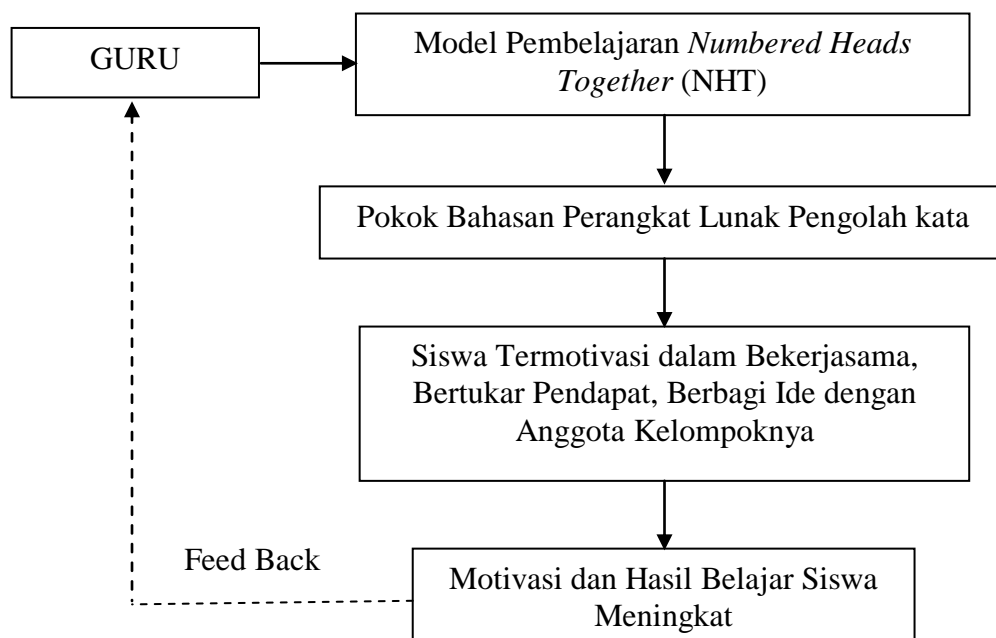 GURU
Model Pembelajaran Numbered Heads
Together (NHT)
Pokok Bahasan Perangkat Lunak Pengolah kata
Siswa Termotivasi dalam Bekerjasama,
Bertukar Pendapat, Berbagi Ide dengan
Anggota Kelompoknya
Feed Back
Motivasi dan Hasil Belajar Siswa
Meningkat